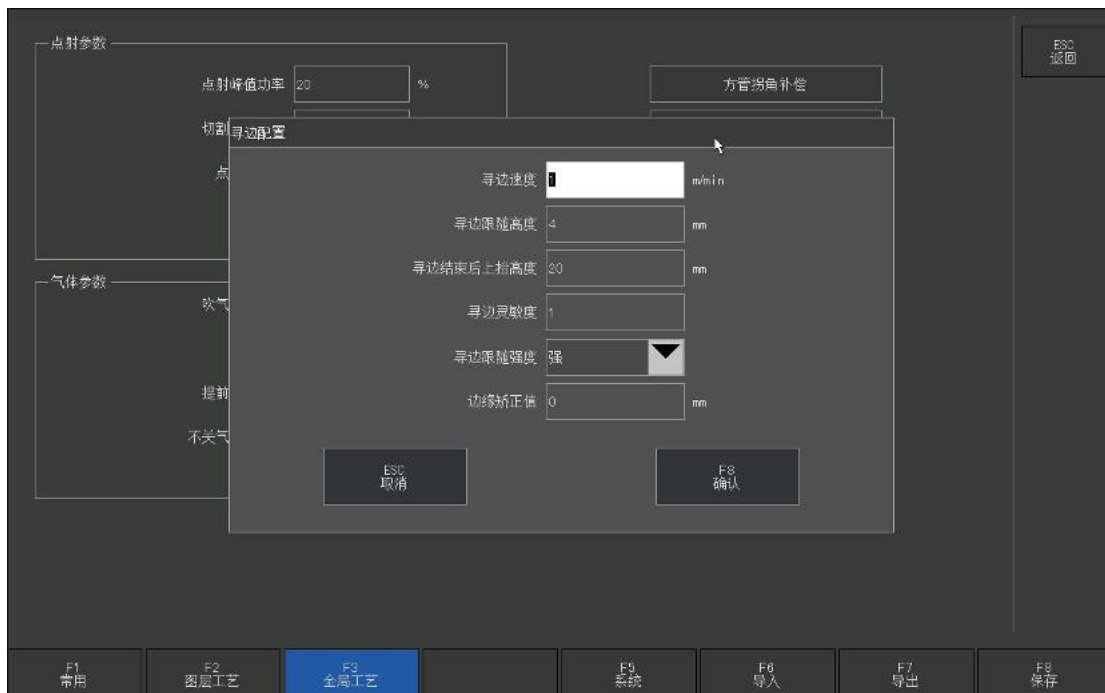 点射参数
ESC
返回
点射峰值功率 20 %
方管拐角补偿
切割
寻边配置
点
寻边速度 1 m/min
寻边跟随高度 4 mm
寻边结束后上抬高度 20 mm
气体参数
吹气
寻边灵敏度 1
寻边跟随强度 强
提前
边缘矫正值 0 mm
不关气
ESC
取消
F8
确认
F1
常用
F2
图层工艺
F3
全局工艺
F5
系统
F6
导入
F7
导出
F8
保存